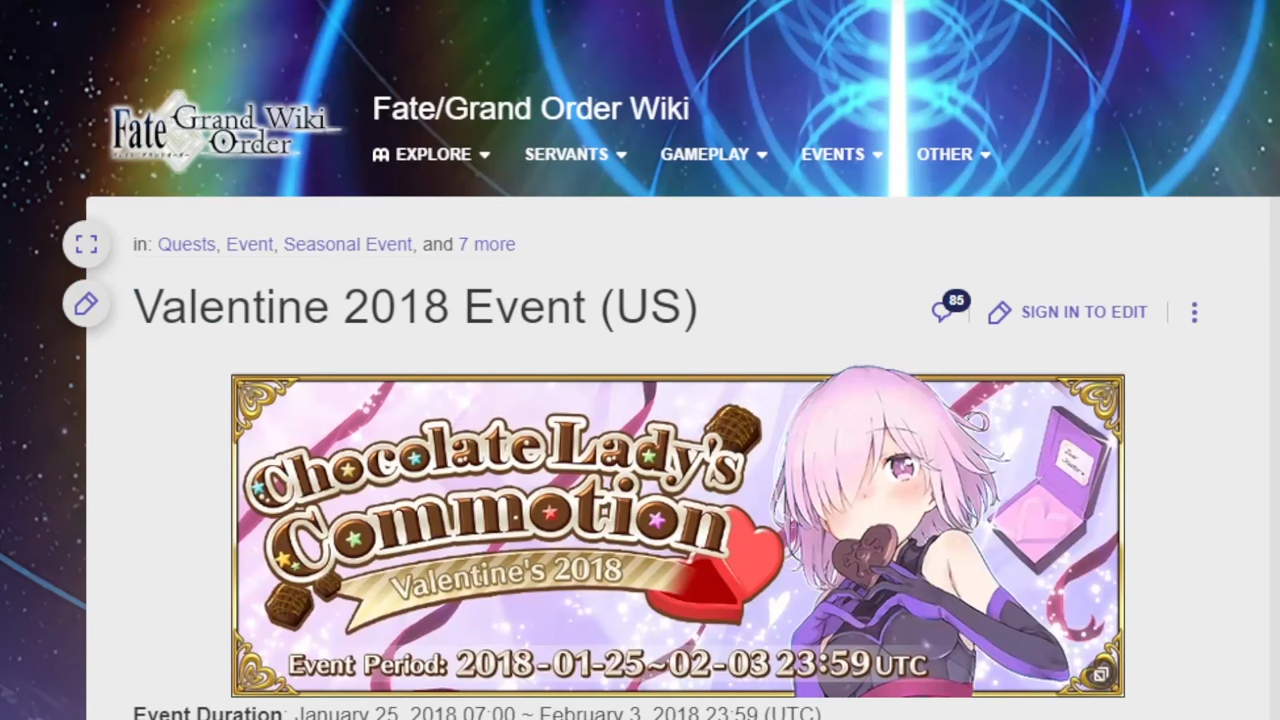 Fate Grand Wiki
Order
Fate/Grand Order Wiki
EXPLORE SERVANTS GAMEPLAY EVENTS OTHER
in: Quests, Event, Seasonal Event, and 7 more
Valentine 2018 Event (US)
85
SIGN IN TO EDIT
Chocolate Lady's
Commotion
Valentine's 2018
Event Period: 2018-01-25~02-03 23:59 UTC
Event Duration: January 25, 2018 07:00 ~ February 3, 2018 23:59 (UTC)